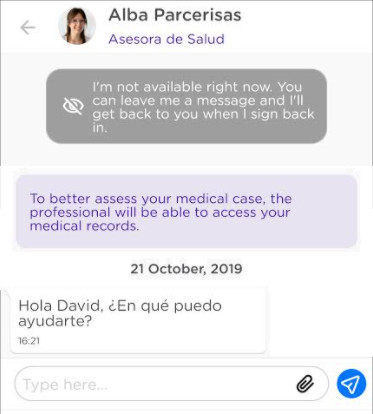 Alba Parcerisas
Asesora de Salud
I'm not available right now. You
can leave me a message and I'll
get back to you when I sign back
in.
To better assess your medical case, the
professional will be able to access your
medical records.
21 October, 2019
Hola David, ¿En qué puedo
ayudarte?
16:21
Type here...